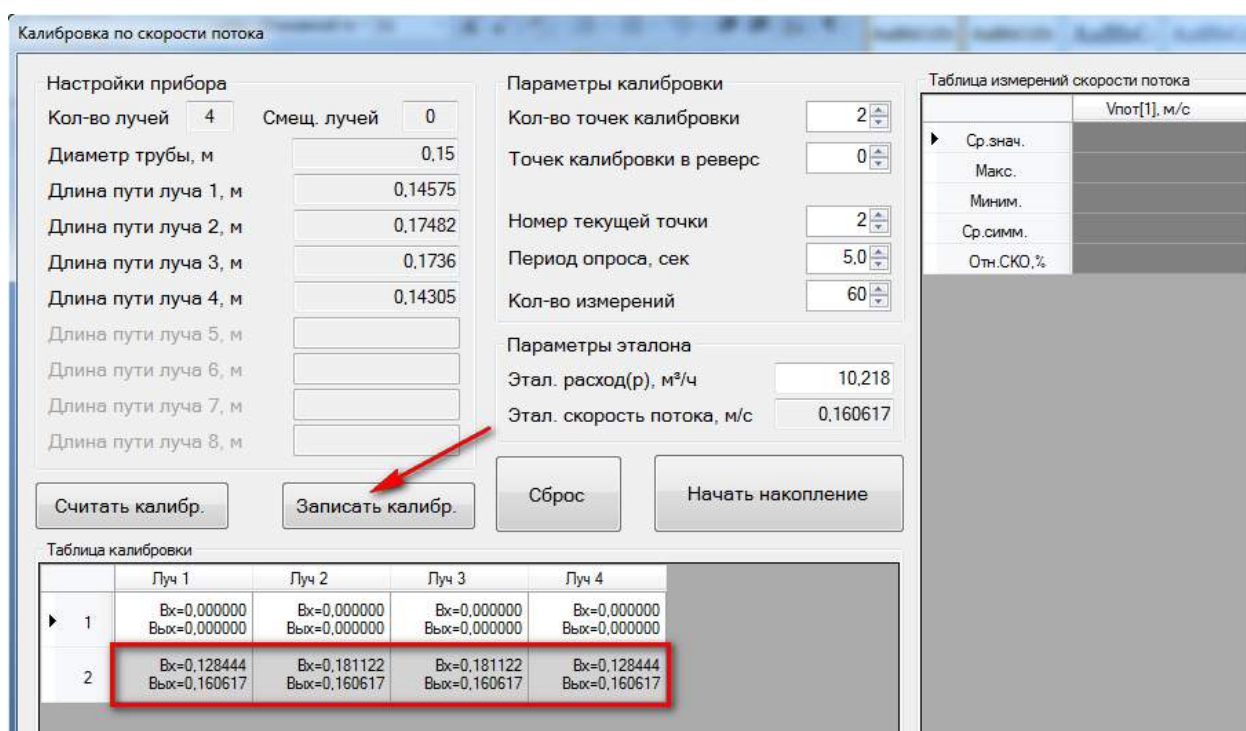 Калибровка по скорости потока
Настройки прибора
Кол-во лучей 4 Смещ. лучей 0
Диаметр трубы, м 0,15
Длина пути луча 1, м 0,14575
Длина пути луча 2, м 0,17482
Длина пути луча 3, м 0,1736
Длина пути луча 4, м 0,14305
Длина пути луча 5, м
Длина пути луча 6, м
Длина пути луча 7, м
Длина пути луча 8, м
Считать калибр. Записать калибр.
Параметры калибровки
Кол-во точек калибровки 2
Точек калибровки в реверс 0
Номер текущей точки 2
Период опроса, сек 5,0
Кол-во измерений 60
Параметры эталона
Этал. расход(р), м³/ч 10,218
Этал. скорость потока, м/с 0,160617
Сброс Начать накопление
Таблица измерений скорости потока
Vпот[1], м/с
Ср.знач.
Макс.
Миним.
Ср.симм.
Отн.СКО,%
Таблица калибровки
Луч 1 Луч 2 Луч 3 Луч 4
1 Вх=0,000000 Вх=0,000000 Вх=0,000000 Вх=0,000000
Вых=0,000000 Вых=0,000000 Вых=0,000000 Вых=0,000000
2 Вх=0,128444 Вх=0,181122 Вх=0,181122 Вх=0,128444
Вых=0,160617 Вых=0,160617 Вых=0,160617 Вых=0,160617